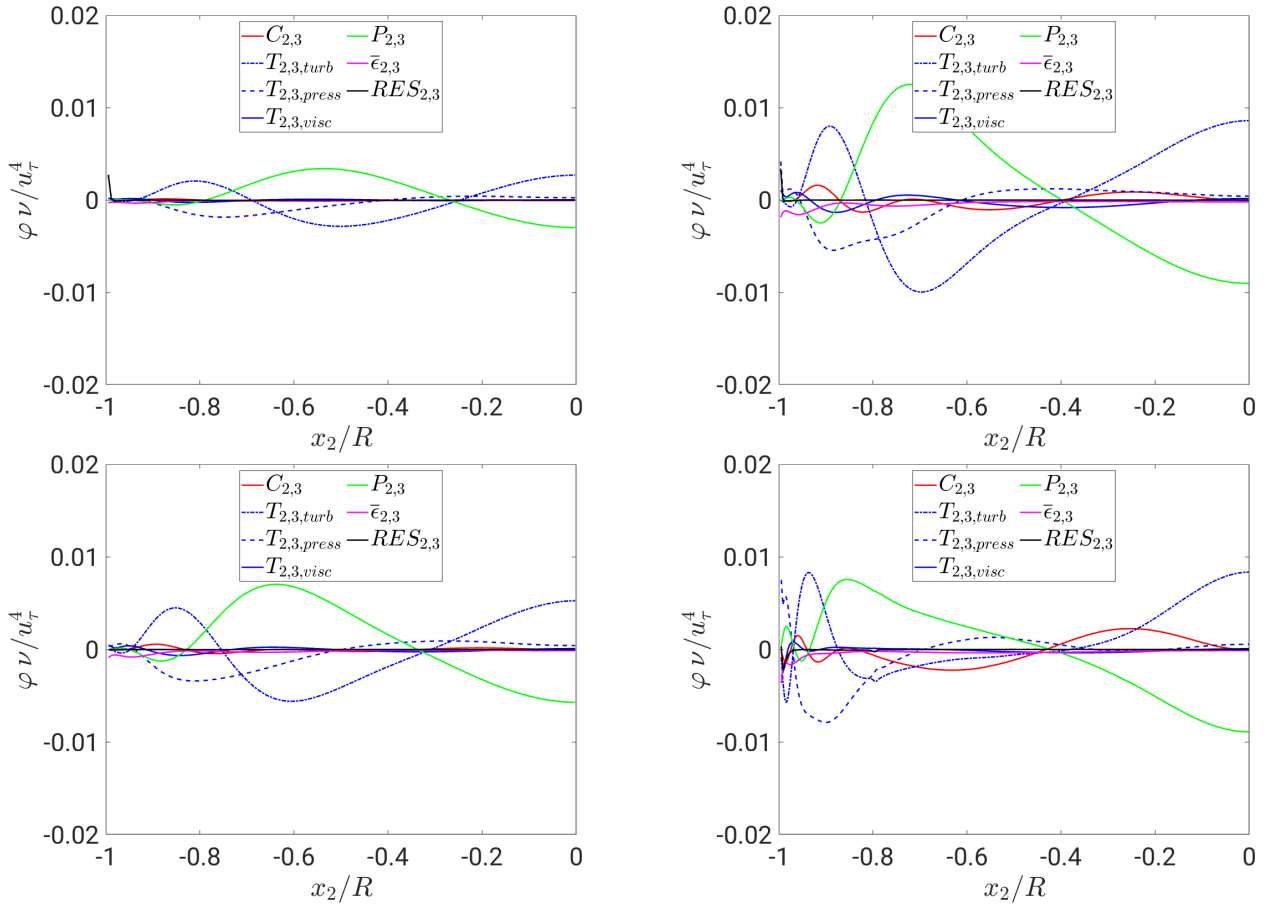 0.02
0.01
0
-0.01
-0.02
φ ν/u_τ^4
C_{2,3}
P_{2,3}
T_{2,3,turb}
ϵ̄_{2,3}
T_{2,3,press}
RES_{2,3}
T_{2,3,visc}
-1 -0.8 -0.6 -0.4 -0.2 0
x_2/R
0.02
0.01
0
-0.01
-0.02
φ ν/u_τ^4
C_{2,3}
P_{2,3}
T_{2,3,turb}
ϵ̄_{2,3}
T_{2,3,press}
RES_{2,3}
T_{2,3,visc}
-1 -0.8 -0.6 -0.4 -0.2 0
x_2/R
0.02
0.01
0
-0.01
-0.02
φ ν/u_τ^4
C_{2,3}
P_{2,3}
T_{2,3,turb}
ϵ̄_{2,3}
T_{2,3,press}
RES_{2,3}
T_{2,3,visc}
-1 -0.8 -0.6 -0.4 -0.2 0
x_2/R
0.02
0.01
0
-0.01
-0.02
φ ν/u_τ^4
C_{2,3}
P_{2,3}
T_{2,3,turb}
ϵ̄_{2,3}
T_{2,3,press}
RES_{2,3}
T_{2,3,visc}
-1 -0.8 -0.6 -0.4 -0.2 0
x_2/R